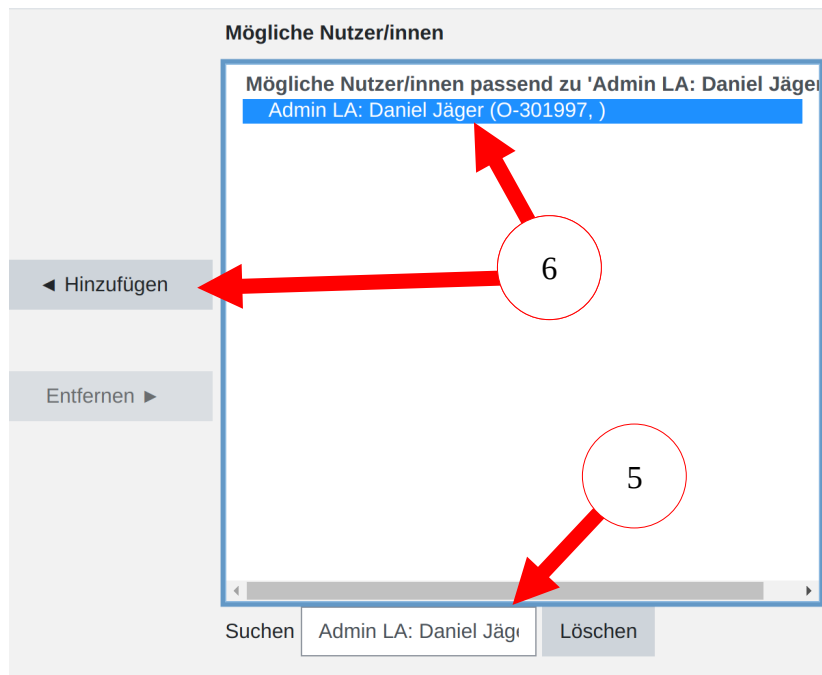 Mögliche Nutzer/innen
Mögliche Nutzer/innen passend zu 'Admin LA: Daniel Jäger
Admin LA: Daniel Jäger (O-301997, )
6
◄ Hinzufügen
Entfernen ►
5
Suchen Admin LA: Daniel Jäge Löschen